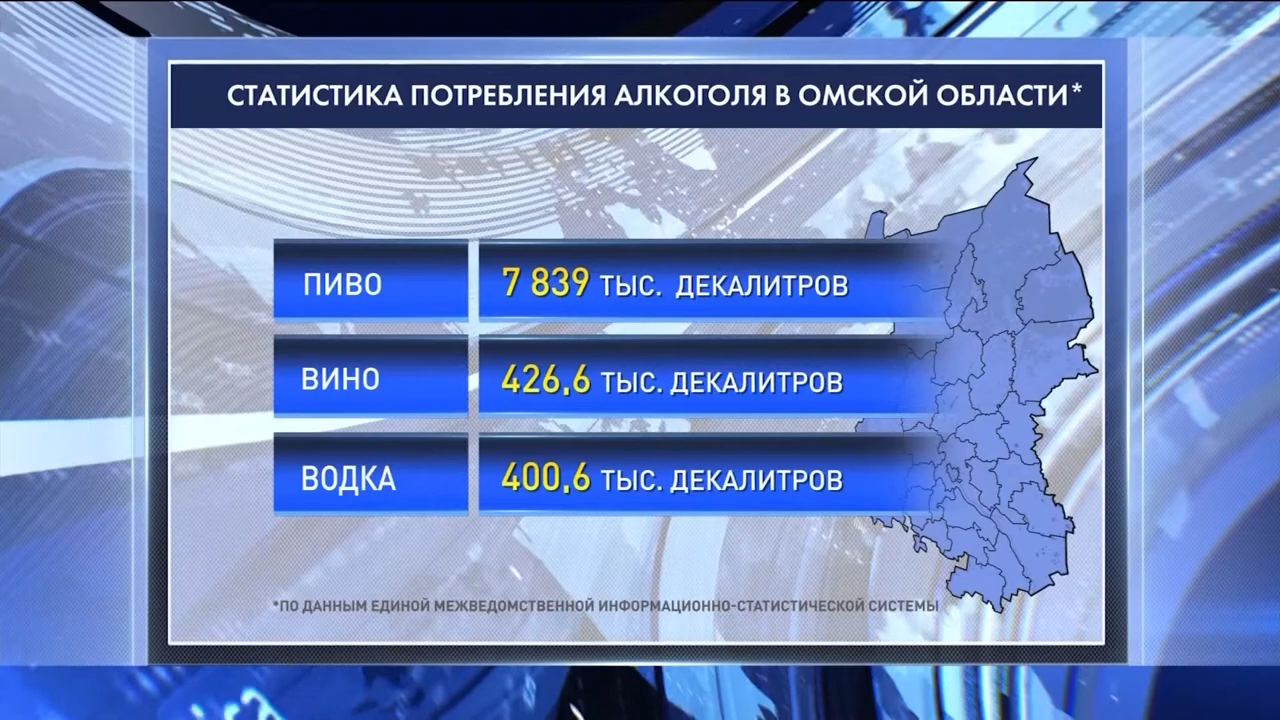 СТАТИСТИКА ПОТРЕБЛЕНИЯ АЛКОГОЛЯ В ОМСКОЙ ОБЛАСТИ*
ПИВО 7 839 ТЫС. ДЕКАЛИТРОВ
ВИНО 426,6 ТЫС. ДЕКАЛИТРОВ
ВОДКА 400,6 ТЫС. ДЕКАЛИТРОВ
*ПО ДАННЫМ ЕДИНОЙ МЕЖВЕДОМСТВЕННОЙ ИНФОРМАЦИОННО-СТАТИСТИЧЕСКОЙ СИСТЕМЫ